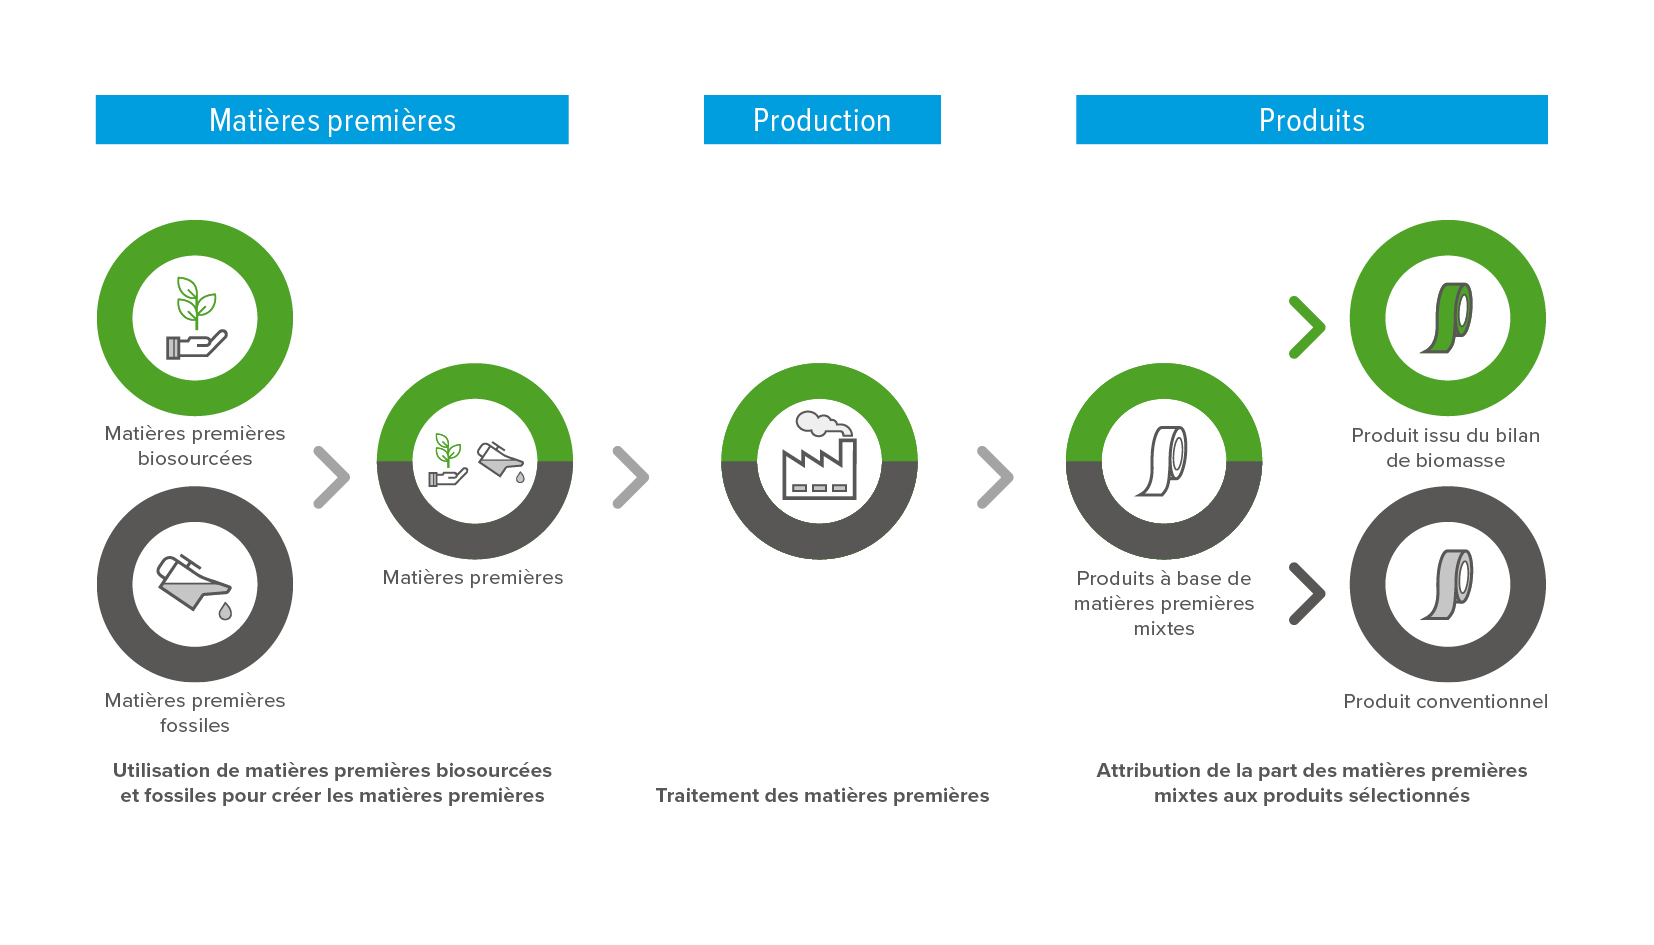 Matières premières
Production
Produits
Matières premières
biosourcées
Matières premières
fossiles
Matières premières
Produits à base de
matières premières
mixtes
Produit issu du bilan
de biomasse
Produit conventionnel
Utilisation de matières premières biosourcées
et fossiles pour créer les matières premières
Traitement des matières premières
Attribution de la part des matières premières
mixtes aux produits sélectionnés